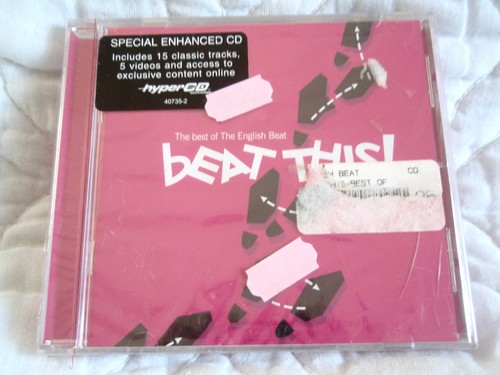 SPECIAL ENHANCED CD
Includes 15 classic tracks,
5 videos and access to
exclusive content online
hyperCD
40735-2
The best of The English Beat
bEAT THIS!
H BEAT CD
HIS-BEST OF